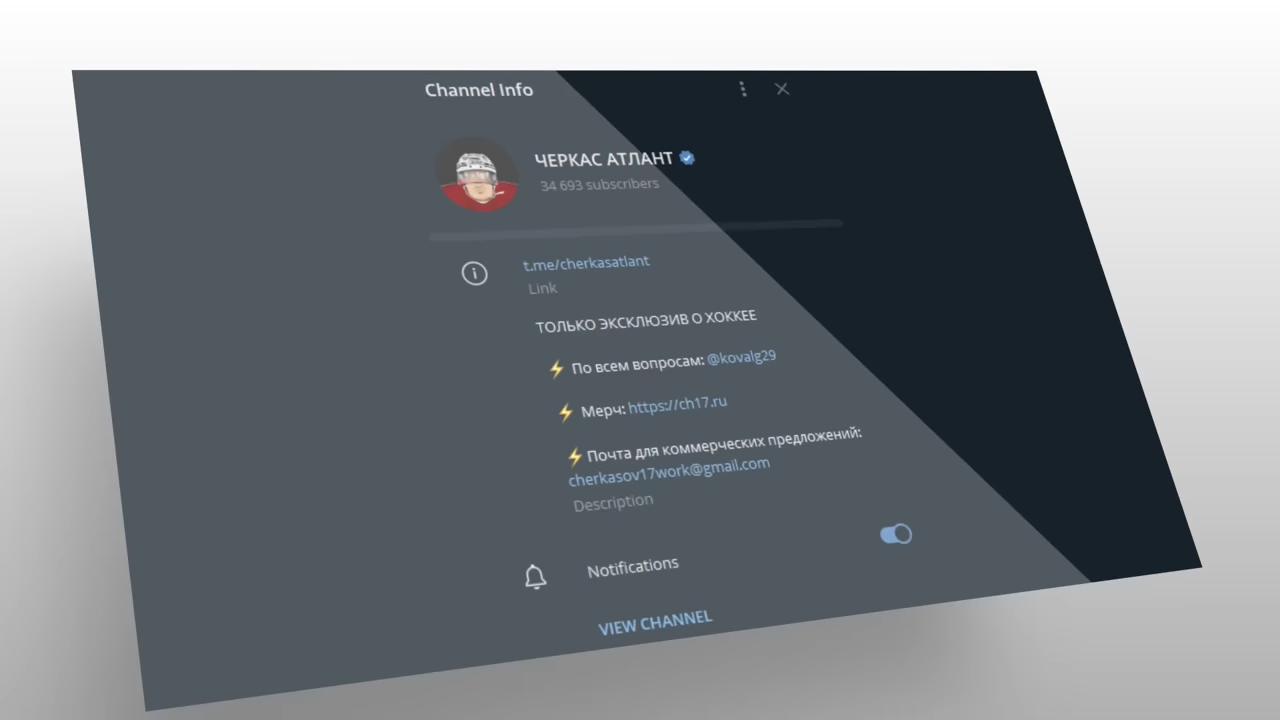 Channel Info
ЧЕРКАС АТЛАНТ
34 693 subscribers
t.me/cherkasatlant
Link
ТОЛЬКО ЭКСКЛЮЗИВ О ХОККЕЕ
⚡ По всем вопросам: @kovalg29
⚡ Мерч: https://ch17.ru
⚡ Почта для коммерческих предложений:
cherkasov17work@gmail.com
Description
Notifications
VIEW CHANNEL